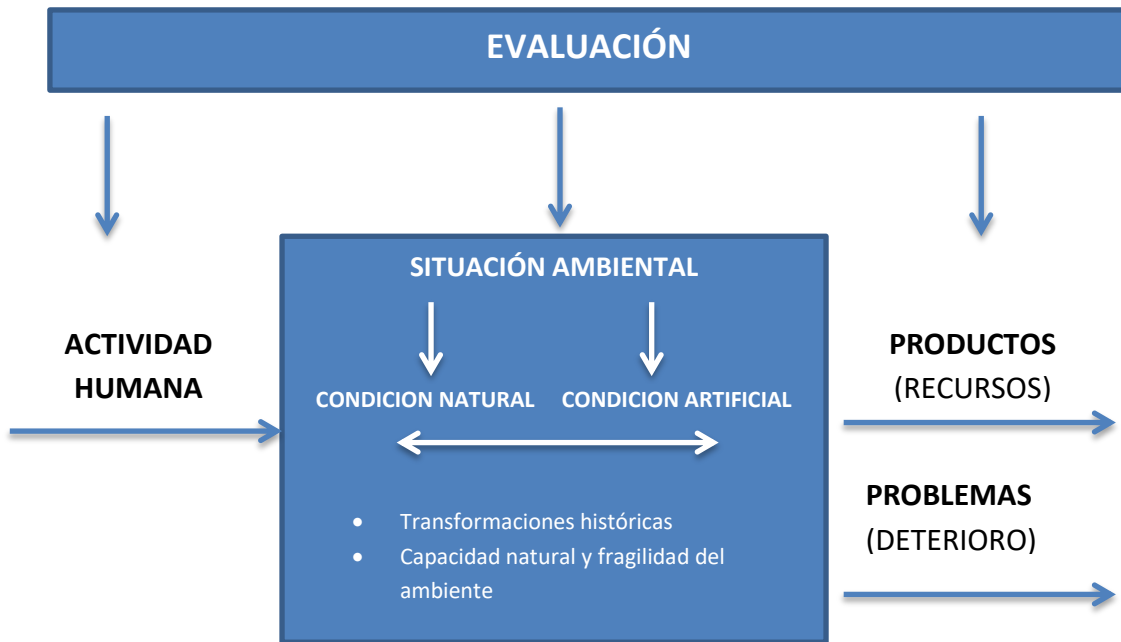 EVALUACIÓN
SITUACIÓN AMBIENTAL
ACTIVIDAD
HUMANA
CONDICION NATURAL
CONDICION ARTIFICIAL
• Transformaciones históricas
• Capacidad natural y fragilidad del
ambiente
PRODUCTOS
(RECURSOS)
PROBLEMAS
(DETERIORO)